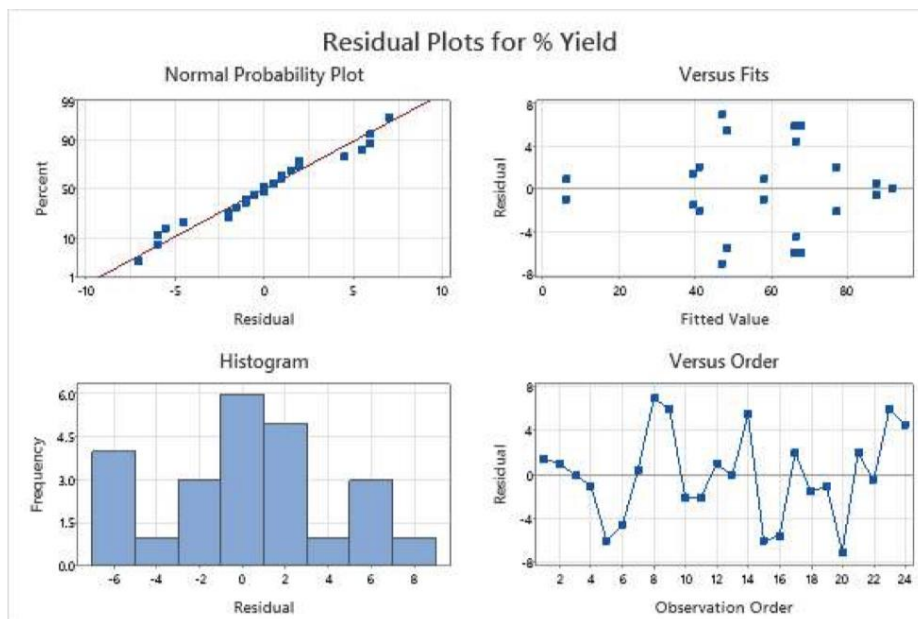 Residual Plots for % Yield
Normal Probability Plot
99
90
50
10
1
Percent
-10 -5 0 5 10
Residual
Versus Fits
8
4
0
-4
-8
Residual
0 20 40 60 80
Fitted Value
Histogram
6.0
4.5
3.0
1.5
0.0
Frequency
-6 -4 -2 0 2 4 6 8
Residual
Versus Order
8
4
0
-4
-8
Residual
2 4 6 8 10 12 14 16 18 20 22 24
Observation Order